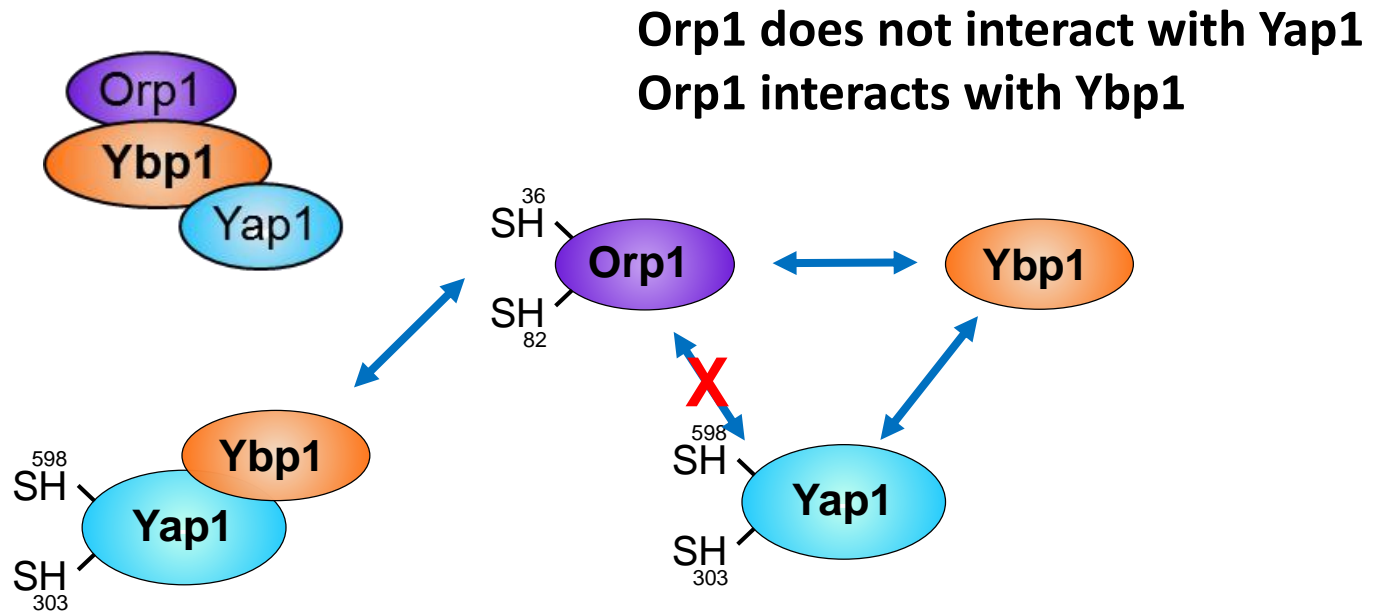 Orp1 does not interact with Yap1
Orp1 interacts with Ybp1
Orp1
Ybp1
Yap1
36
SH
Orp1
SH
82
Ybp1
X
598
SH
Yap1
SH
303
Ybp1
598
SH
Yap1
SH
303